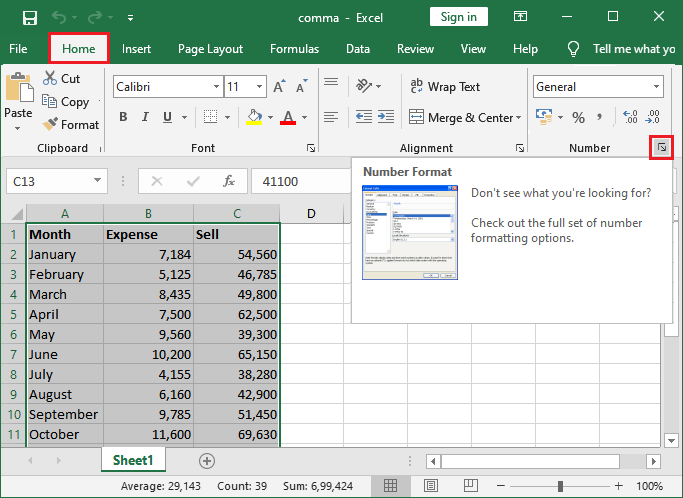 comma - Excel
Sign in
File Home Insert Page Layout Formulas Data Review View Help Tell me what yo
Paste
Cut
Copy
Format
Clipboard
Calibri 11
B I U
Font
Wrap Text
Merge & Center
Alignment
General
%
Number
C13 fx 41100
Number Format
Don't see what you're looking for?
Check out the full set of number
formatting options.
A B C D
1 Month Expense Sell
2 January 7,184 54,560
3 February 5,125 46,785
4 March 8,435 49,800
5 April 7,500 62,500
6 May 9,560 39,300
7 June 10,200 65,150
8 July 4,155 38,280
9 August 6,160 42,900
10 September 9,785 51,450
11 October 11,600 69,630
Sheet1
Average: 29,143 Count: 39 Sum: 6,99,424 100%